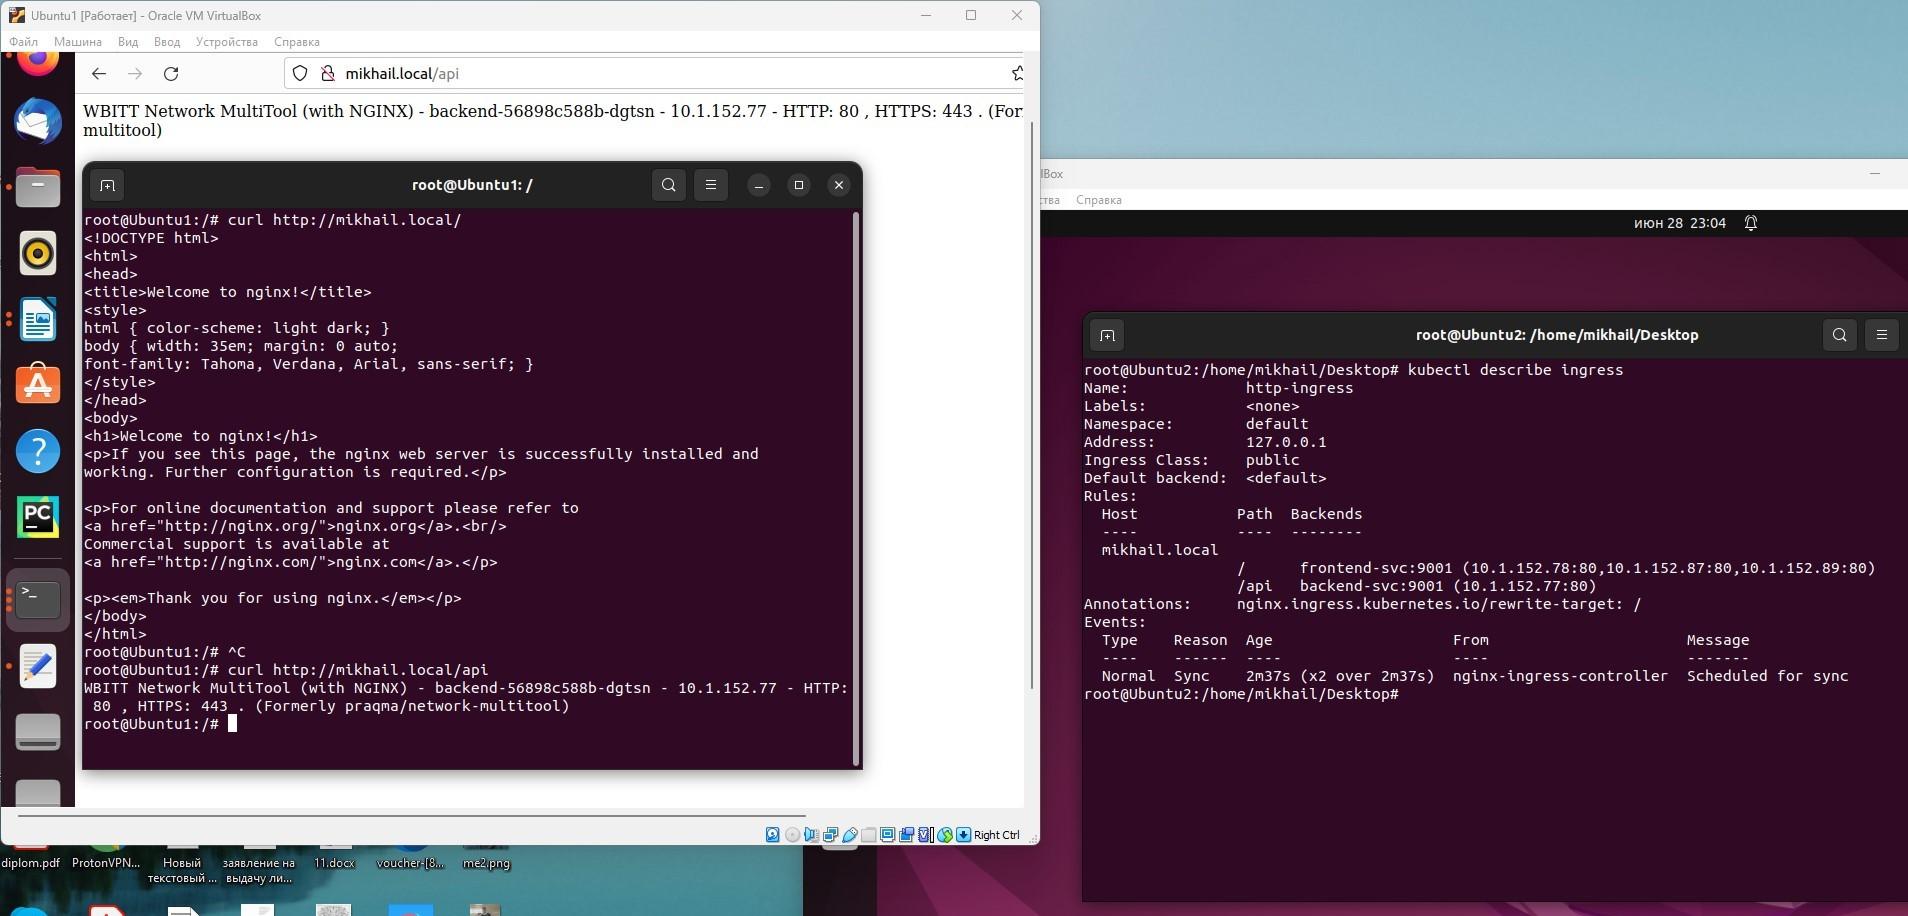 Ubuntu1 [Работает] - Oracle VM VirtualBox
Файл Машина Вид Ввод Устройства Справка
mikhail.local/api
WBITT Network MultiTool (with NGINX) - backend-56898c588b-dgtsn - 10.1.152.77 - HTTP: 80 , HTTPS: 443 . (For
multitool)
root@Ubuntu1: /
root@Ubuntu1:/# curl http://mikhail.local/
<!DOCTYPE html>
<html>
<head>
<title>Welcome to nginx!</title>
<style>
html { color-scheme: light dark; }
body { width: 35em; margin: 0 auto;
font-family: Tahoma, Verdana, Arial, sans-serif; }
</style>
</head>
<body>
<h1>Welcome to nginx!</h1>
<p>If you see this page, the nginx web server is successfully installed and
working. Further configuration is required.</p>
<p>For online documentation and support please refer to
<a href="http://nginx.org/">nginx.org</a>.<br/>
Commercial support is available at
<a href="http://nginx.com/">nginx.com</a>.</p>
<p><em>Thank you for using nginx.</em></p>
</body>
</html>
root@Ubuntu1:/# ^C
root@Ubuntu1:/# curl http://mikhail.local/api
WBITT Network MultiTool (with NGINX) - backend-56898c588b-dgtsn - 10.1.152.77 - HTTP:
80 , HTTPS: 443 . (Formerly praqma/network-multitool)
root@Ubuntu1:/#
PC
Right Ctrl
diplom.pdf ProtonVPN... Новый заявление на 11.docx voucher-[8... me2.png
текстовый ... выдачу ли...
lBox
ства Справка
июн 28 23:04
root@Ubuntu2: /home/mikhail/Desktop
root@Ubuntu2:/home/mikhail/Desktop# kubectl describe ingress
Name: http-ingress
Labels: <none>
Namespace: default
Address: 127.0.0.1
Ingress Class: public
Default backend: <default>
Rules:
Host Path Backends
---- ---- --------
mikhail.local
/ frontend-svc:9001 (10.1.152.78:80,10.1.152.87:80,10.1.152.89:80)
/api backend-svc:9001 (10.1.152.77:80)
Annotations: nginx.ingress.kubernetes.io/rewrite-target: /
Events:
Type Reason Age From Message
---- ------ ---- ---- -------
Normal Sync 2m37s (x2 over 2m37s) nginx-ingress-controller Scheduled for sync
root@Ubuntu2:/home/mikhail/Desktop#